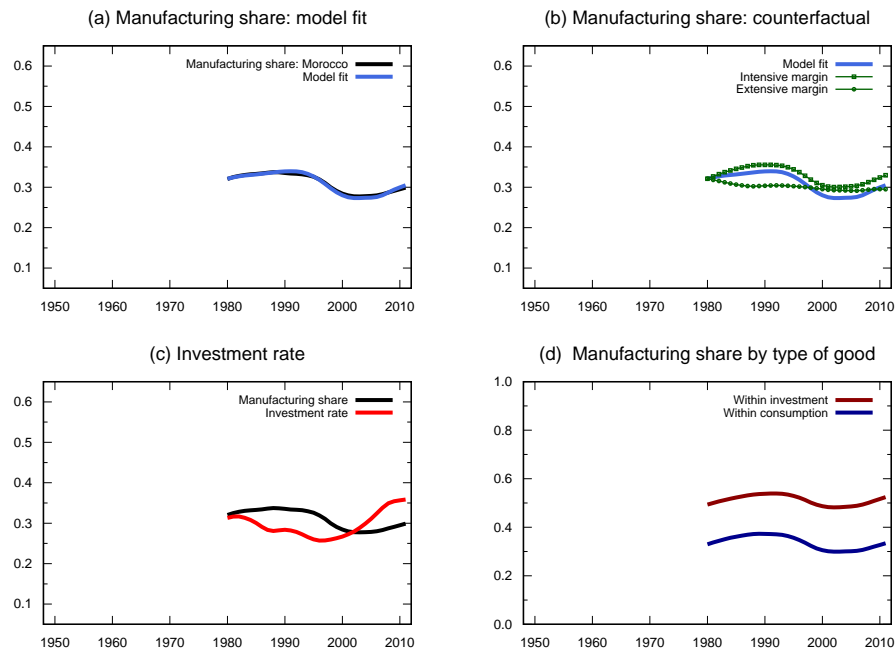 (a) Manufacturing share: model fit
0.6
0.5
0.4
0.3
0.2
0.1
1950 1960 1970 1980 1990 2000 2010
Manufacturing share: Morocco
Model fit
(b) Manufacturing share: counterfactual
0.6
0.5
0.4
0.3
0.2
0.1
1950 1960 1970 1980 1990 2000 2010
Model fit
Intensive margin
Extensive margin
(c) Investment rate
0.6
0.5
0.4
0.3
0.2
0.1
1950 1960 1970 1980 1990 2000 2010
Manufacturing share
Investment rate
(d) Manufacturing share by type of good
1.0
0.8
0.6
0.4
0.2
0.0
1950 1960 1970 1980 1990 2000 2010
Within investment
Within consumption